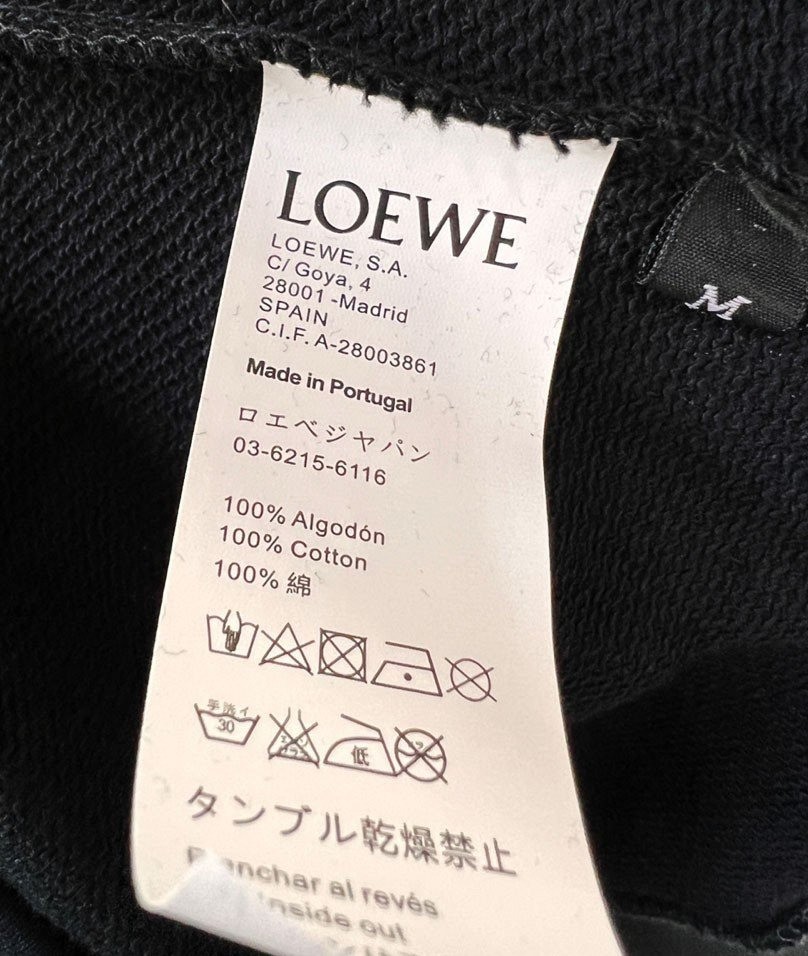 LOEWE
LOEWE, S.A.
C/ Goya, 4
28001 -Madrid
SPAIN
C.I.F. A-28003861
Made in Portugal
ロエベジャパン
03-6215-6116
100% Algodón
100% Cotton
100% 綿
手洗イ
30
低
タンブル乾燥禁止
al revés
inside out
M